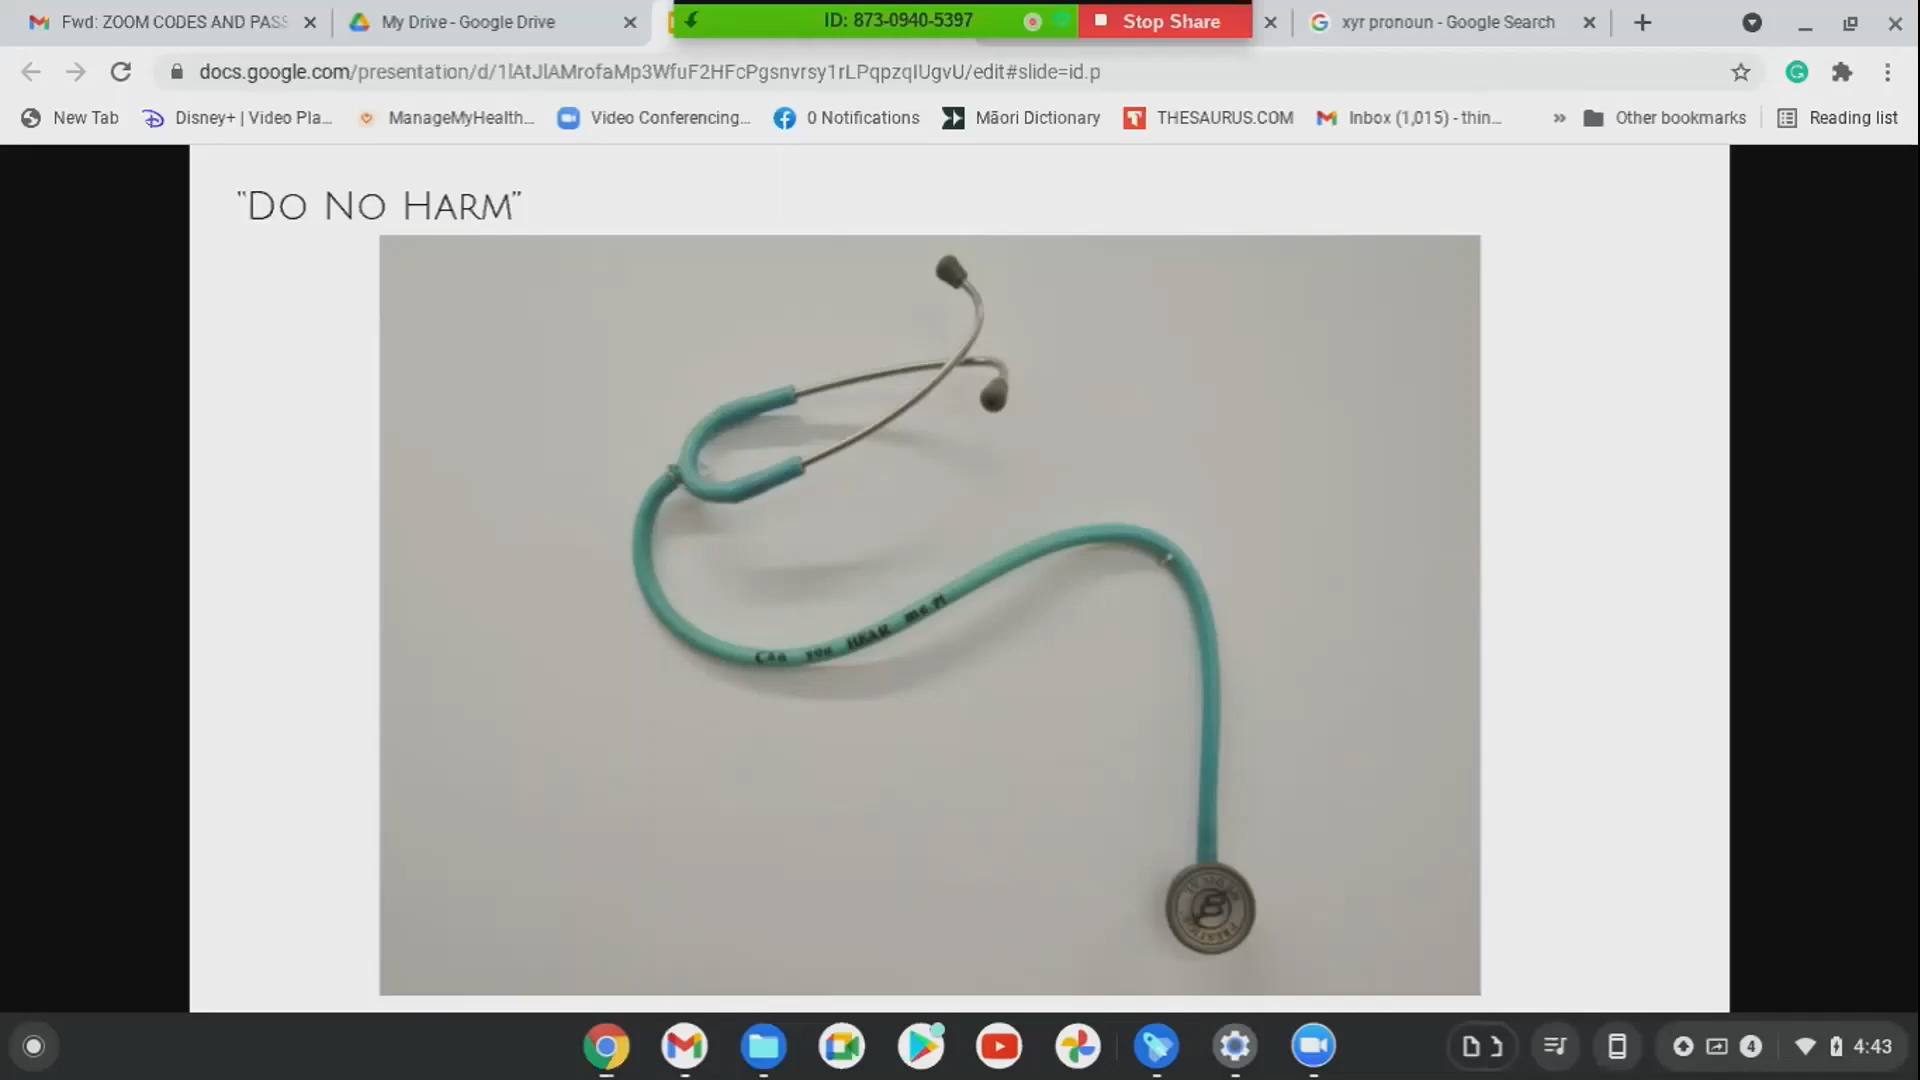 Fwd: ZOOM CODES AND PASS
My Drive - Google Drive
ID: 873-0940-5397
Stop Share
xyr pronoun - Google Search
docs.google.com/presentation/d/1lAtJlAMrofaMp3WfuF2HFcPgsnvrsy1rLPqpzqIUgvU/edit#slide=id.p
New Tab
Disney+ | Video Pla...
ManageMyHealth...
Video Conferencing...
0 Notifications
Māori Dictionary
THESAURUS.COM
Inbox (1,015) - thin...
Other bookmarks
Reading list
"Do No Harm"
Can you HEAR me ?!
4
4:43